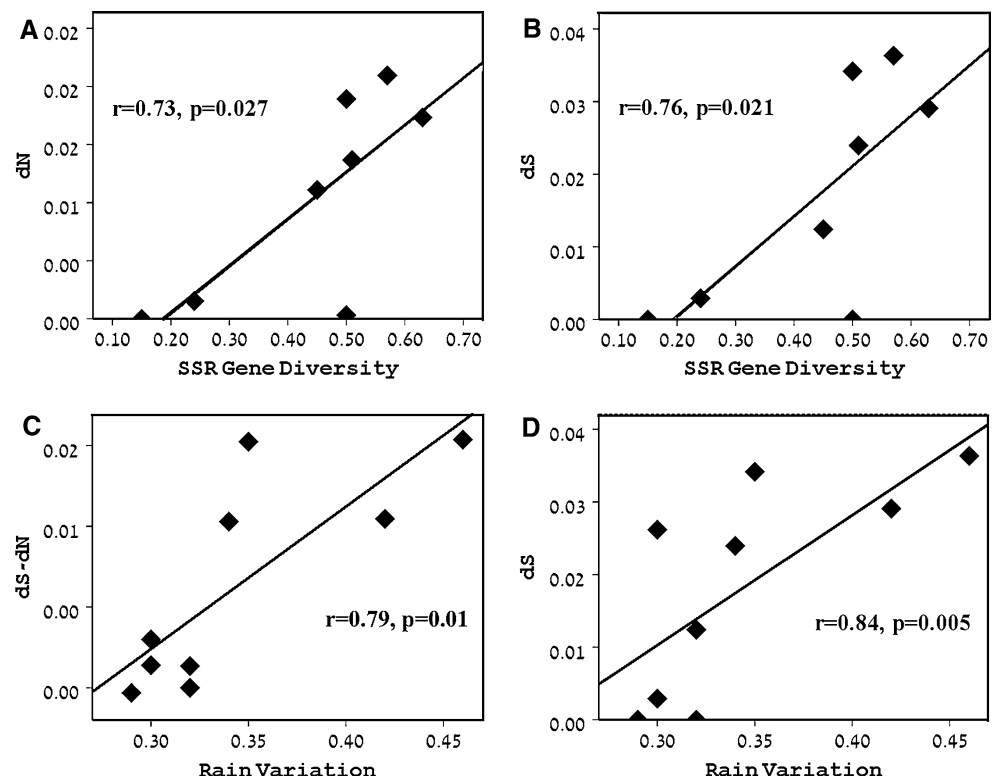 A
0.02
0.02
0.02
0.01
0.00
0.00
dN
r=0.73, p=0.027
0.10 0.20 0.30 0.40 0.50 0.60 0.70
SSR Gene Diversity
B
0.04
0.03
0.02
0.01
0.00
dS
r=0.76, p=0.021
0.10 0.20 0.30 0.40 0.50 0.60 0.70
SSR Gene Diversity
C
0.02
0.01
0.00
0.00
dS-dN
r=0.79, p=0.01
0.30 0.35 0.40 0.45
Rain Variation
D
0.04
0.03
0.02
0.01
0.00
dS
r=0.84, p=0.005
0.30 0.35 0.40 0.45
Rain Variation